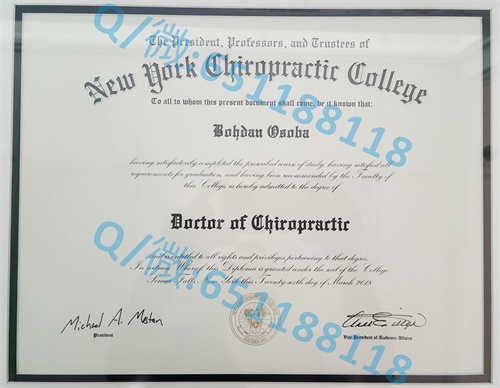 The President, Professors, and Trustees of
New York Chiropractic College
To all to whom this present document shall come, be it known that:
Bohdan Osoba
having satisfactorily completed the prescribed course of study, having satisfied all
requirements for graduation, and having been recommended by the Faculty of
this College, is hereby admitted to the degree of
Doctor of Chiropractic
and is entitled to all rights and privileges pertaining to that degree.
In witness Whereof this Diploma is granted under the seal of the College
Seneca Falls, New York this Twenty-sixth day of March 2018
Michael A. Mestan
President
Vice President of Academic Affairs
Q/微:651188118
Q/微:651188118